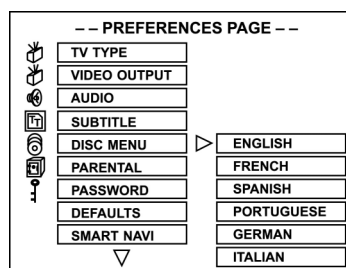 – – PREFERENCES PAGE – –
TV TYPE
VIDEO OUTPUT
AUDIO
SUBTITLE
DISC MENU
PARENTAL
PASSWORD
DEFAULTS
SMART NAVI
ENGLISH
FRENCH
SPANISH
PORTUGUESE
GERMAN
ITALIAN